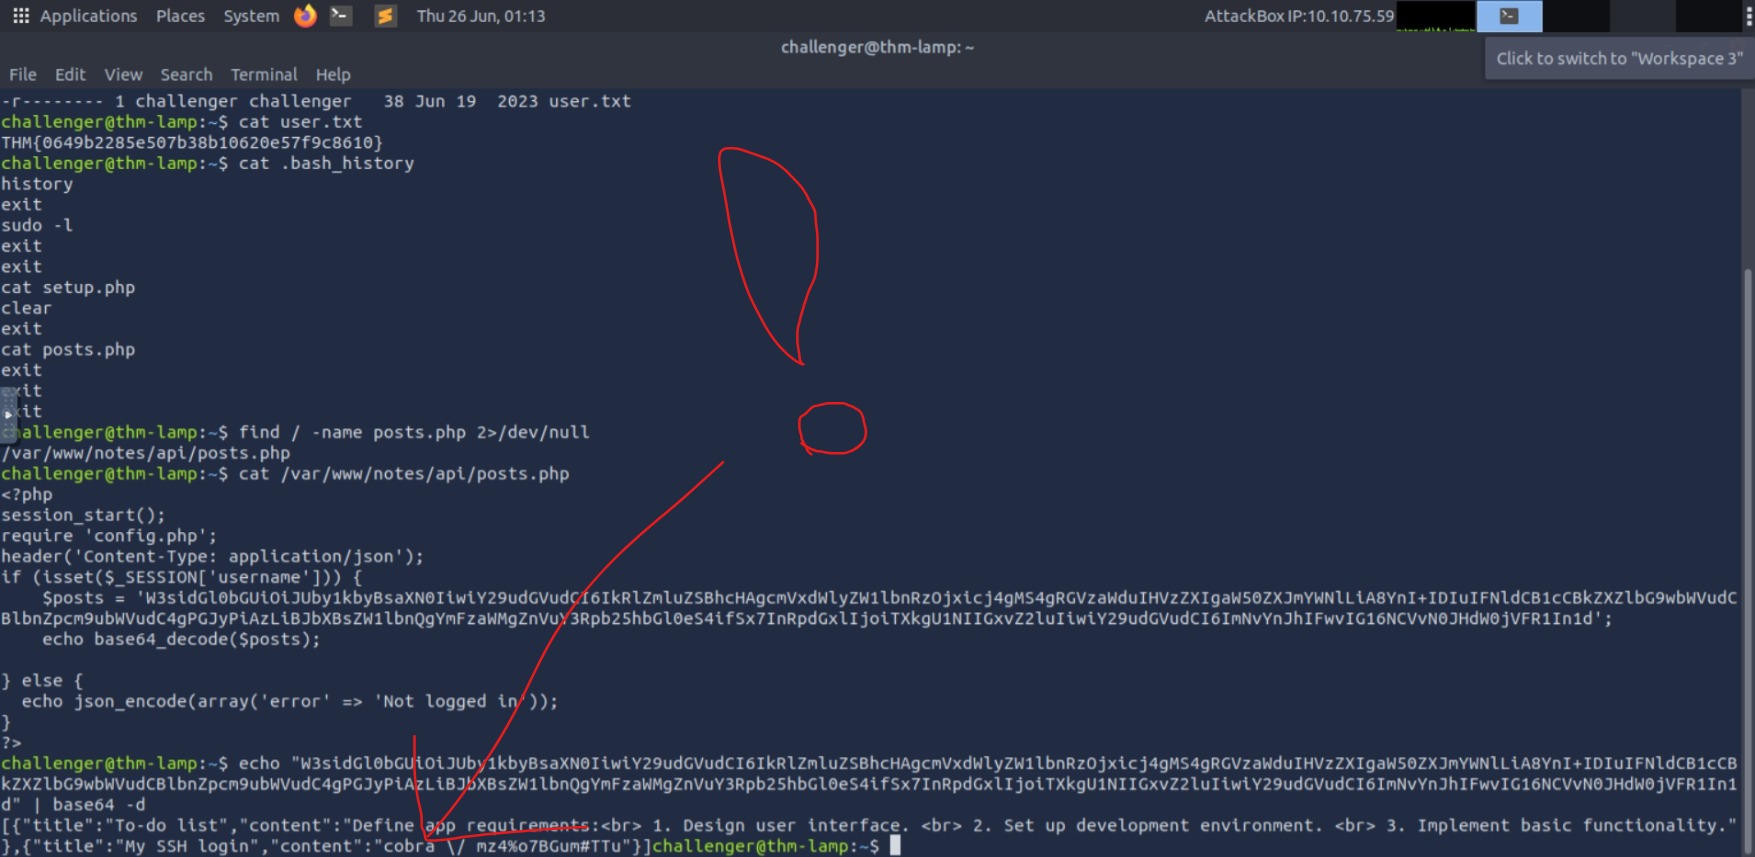 Applications Places System Thu 26 Jun, 01:13 AttackBox IP:10.10.75.59
challenger@thm-lamp: ~
Click to switch to "Workspace 3"
File Edit View Search Terminal Help
-r-------- 1 challenger challenger 38 Jun 19 2023 user.txt
challenger@thm-lamp:~$ cat user.txt
THM{0649b2285e507b38b10620e57f9c8610}
challenger@thm-lamp:~$ cat .bash_history
history
exit
sudo -l
exit
exit
cat setup.php
clear
exit
cat posts.php
exit
exit
exit
challenger@thm-lamp:~$ find / -name posts.php 2>/dev/null
/var/www/notes/api/posts.php
challenger@thm-lamp:~$ cat /var/www/notes/api/posts.php
<?php
session_start();
require 'config.php';
header('Content-Type: application/json');
if (isset($_SESSION['username'])) {
$posts = 'W3sidGl0bGUiOiJUby1kbyBsaXN0IiwiY29udGVudCI6IkRlZmluZSBhcHAgcmVxdWlyZW1lbnRzOjxicj4gMS4gRGVzaWduIHVzZXIgaW50ZXJmYWNlLiA8YnI+IDIuIFNldCB1cCBkZXZlbG9wbWVudC
BlbnZpcm9ubWVudC4gPGJyPiAzLiBJbXBsZW1lbnQgYmFzaWMgZnVuY3Rpb25hbGl0eS4ifSx7InRpdGxlIjoiTXkgU1NIIGxvZ2luIiwiY29udGVudCI6ImNvYnJhIFwvIG16NCVvN0JHdW0jVFR1In1d';
echo base64_decode($posts);
} else {
echo json_encode(array('error' => 'Not logged in'));
}
?>
challenger@thm-lamp:~$ echo "W3sidGl0bGUiOiJUby1kbyBsaXN0IiwiY29udGVudCI6IkRlZmluZSBhcHAgcmVxdWlyZW1lbnRzOjxicj4gMS4gRGVzaWduIHVzZXIgaW50ZXJmYWNlLiA8YnI+IDIuIFNldCB1cCB
kZXZlbG9wbWVudCBlbnZpcm9ubWVudC4gPGJyPiAzLiBJbXBsZW1lbnQgYmFzaWMgZnVuY3Rpb25hbGl0eS4ifSx7InRpdGxlIjoiTXkgU1NIIGxvZ2luIiwiY29udGVudCI6ImNvYnJhIFwvIG16NCVvN0JHdW0jVFR1In1
d" | base64 -d
[{"title":"To-do list","content":"Define app requirements:<br> 1. Design user interface. <br> 2. Set up development environment. <br> 3. Implement basic functionality."
},{"title":"My SSH login","content":"cobra \/ mz4%o7BGum#TTu"}]challenger@thm-lamp:~$